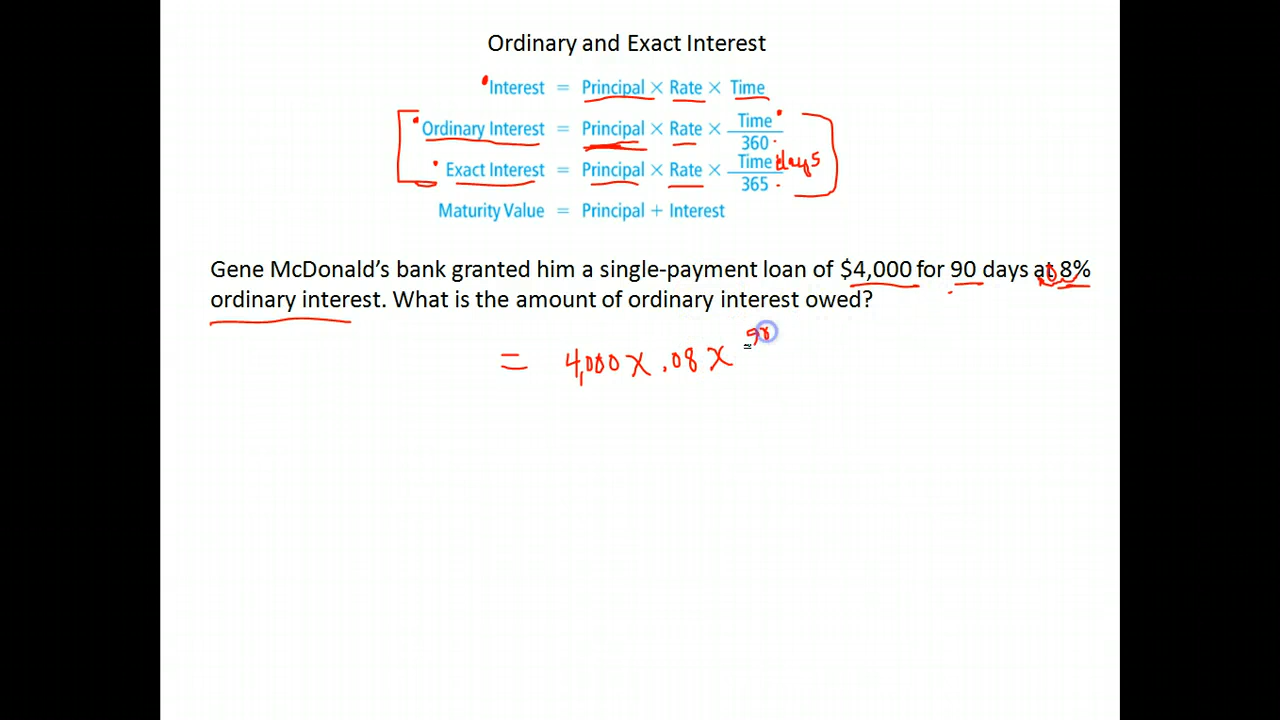 Ordinary and Exact Interest
Interest = Principal × Rate × Time
Ordinary Interest = Principal × Rate × Time / 360
Exact Interest = Principal × Rate × Time / 365 days
Maturity Value = Principal + Interest
Gene McDonald’s bank granted him a single-payment loan of $4,000 for 90 days at 8%
ordinary interest. What is the amount of ordinary interest owed?
= 4,000 x .08 x 90